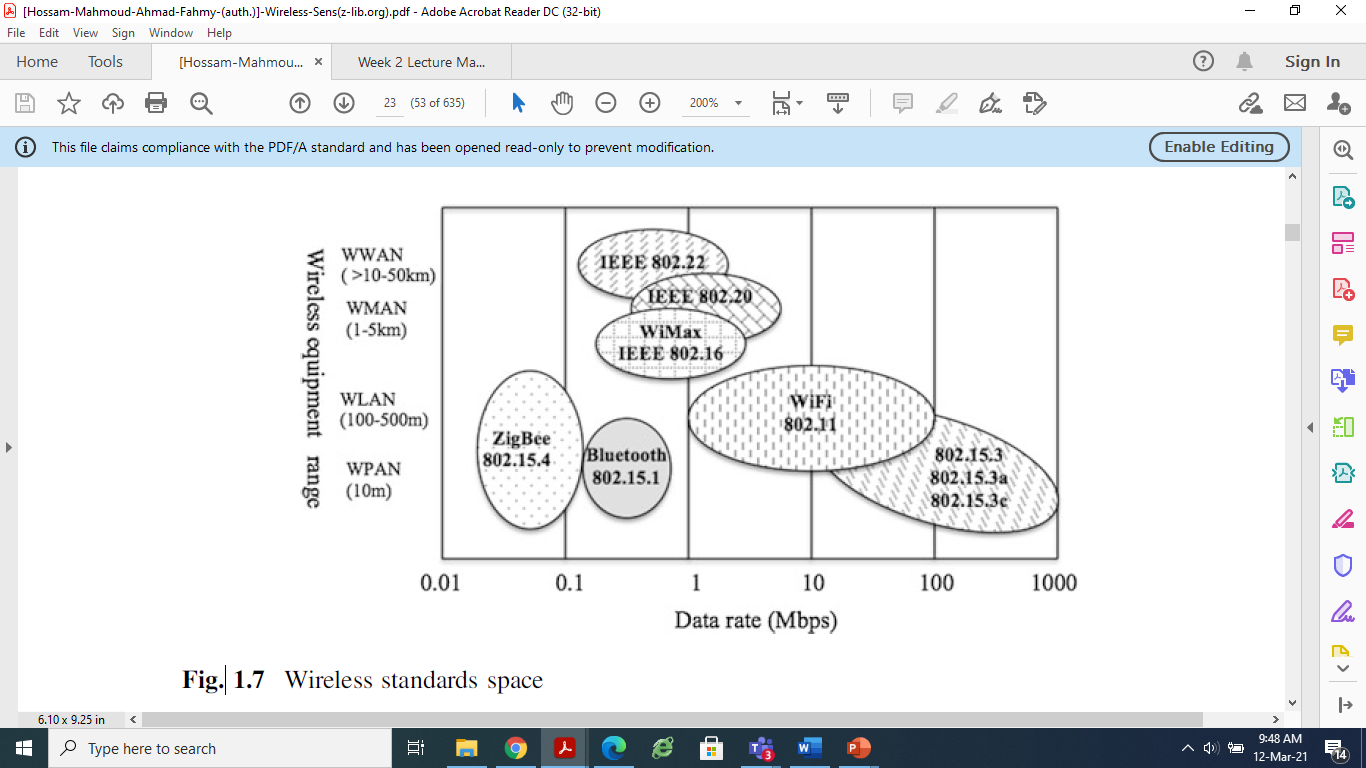 [Hossam-Mahmoud-Ahmad-Fahmy-(auth.)]-Wireless-Sens(z-lib.org).pdf - Adobe Acrobat Reader DC (32-bit)
File Edit View Sign Window Help
Home Tools [Hossam-Mahmou... × Week 2 Lecture Ma... Sign In
23 (53 of 635) 200%
This file claims compliance with the PDF/A standard and has been opened read-only to prevent modification. Enable Editing
Wireless equipment range
WWAN
( >10-50km)
WMAN
(1-5km)
WLAN
(100-500m)
WPAN
(10m)
IEEE 802.22
IEEE 802.20
WiMax
IEEE 802.16
WiFi
802.11
ZigBee
802.15.4
Bluetooth
802.15.1
802.15.3
802.15.3a
802.15.3c
0.01 0.1 1 10 100 1000
Data rate (Mbps)
Fig. 1.7 Wireless standards space
6.10 x 9.25 in
Type here to search
3
9:48 AM
12-Mar-21
14